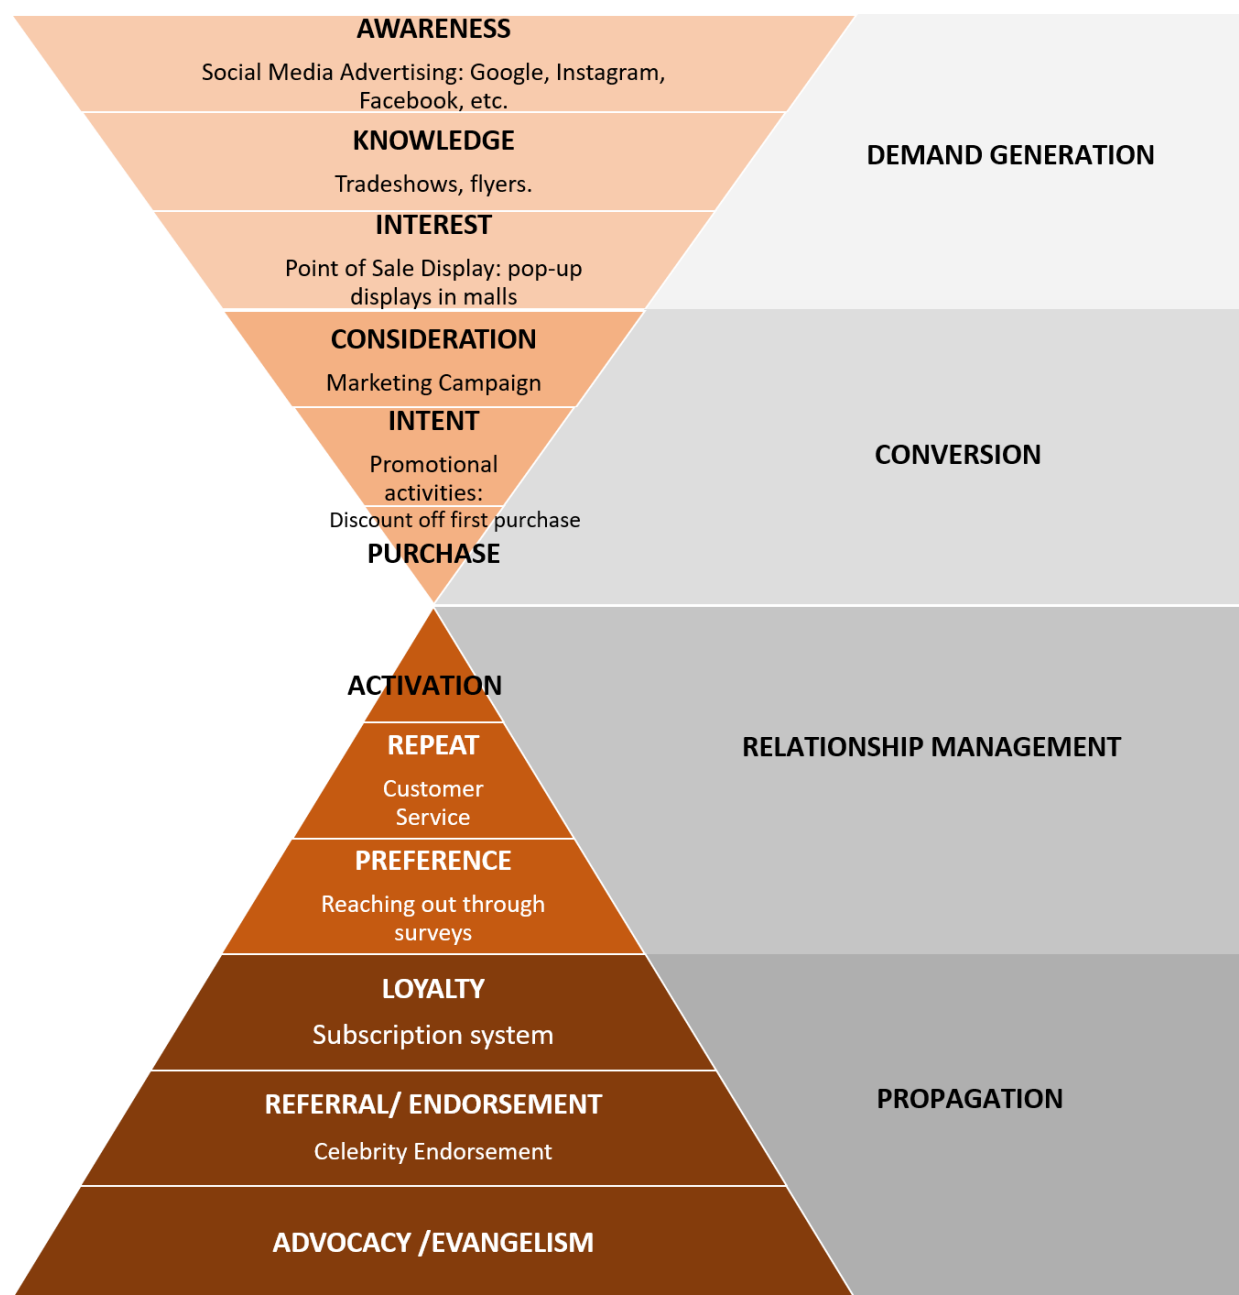 AWARENESS
Social Media Advertising: Google, Instagram,
Facebook, etc.
KNOWLEDGE
Tradeshows, flyers.
INTEREST
Point of Sale Display: pop-up
displays in malls
DEMAND GENERATION
CONSIDERATION
Marketing Campaign
INTENT
Promotional
activities:
Discount off first purchase
PURCHASE
CONVERSION
ACTIVATION
REPEAT
Customer
Service
PREFERENCE
Reaching out through
surveys
RELATIONSHIP MANAGEMENT
LOYALTY
Subscription system
REFERRAL/ ENDORSEMENT
Celebrity Endorsement
ADVOCACY /EVANGELISM
PROPAGATION